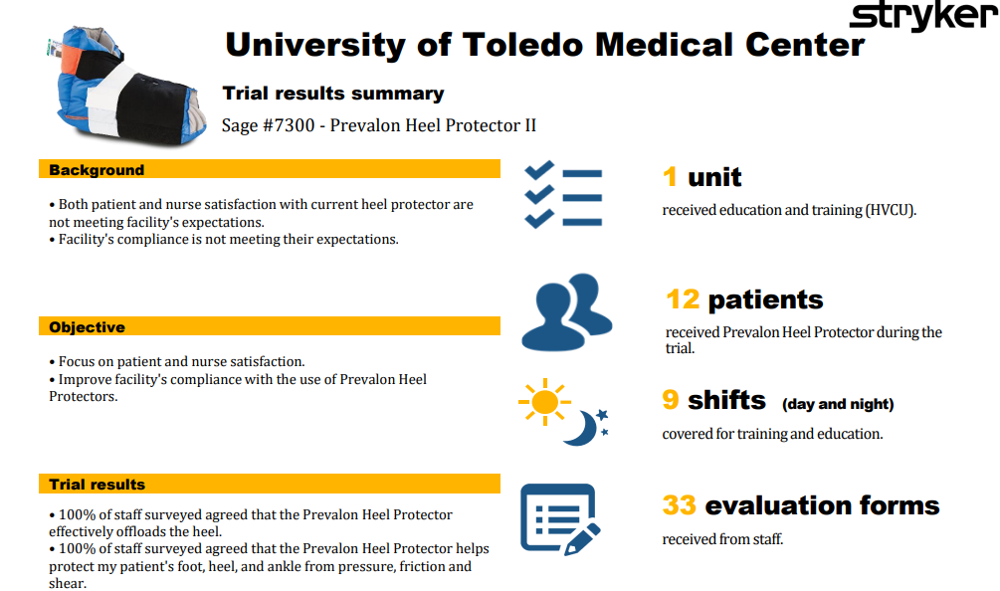 stryker
University of Toledo Medical Center
Trial results summary
Sage #7300 - Prevalon Heel Protector II
Background
• Both patient and nurse satisfaction with current heel protector are
not meeting facility's expectations.
• Facility's compliance is not meeting their expectations.
Objective
• Focus on patient and nurse satisfaction.
• Improve facility's compliance with the use of Prevalon Heel
Protectors.
Trial results
• 100% of staff surveyed agreed that the Prevalon Heel Protector
effectively offloads the heel.
• 100% of staff surveyed agreed that the Prevalon Heel Protector helps
protect my patient's foot, heel, and ankle from pressure, friction and
shear.
1 unit
received education and training (HVCU).
12 patients
received Prevalon Heel Protector during the
trial.
9 shifts (day and night)
covered for training and education.
33 evaluation forms
received from staff.